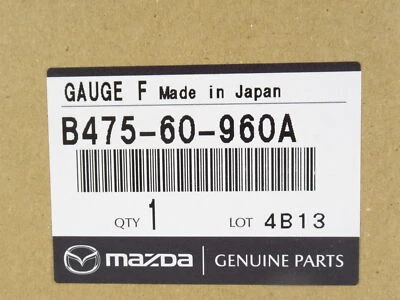 GAUGE F Made in Japan
B475-60-960A
QTY 1 LOT 4B13
mazda GENUINE PARTS